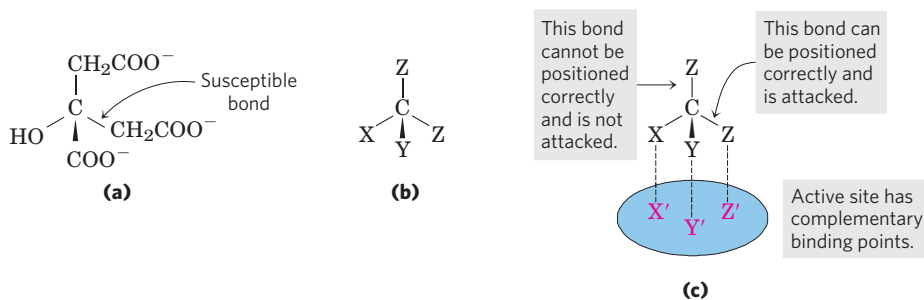 CH₂COO⁻
Susceptible
bond
C
HO
CH₂COO⁻
COO⁻
(a)
Z
C
X
Z
Y
(b)
This bond
cannot be
positioned
correctly
and is not
attacked.
This bond can
be positioned
correctly and
is attacked.
Z
C
X
Z
Y
X′
Z′
Y′
Active site has
complementary
binding points.
(c)